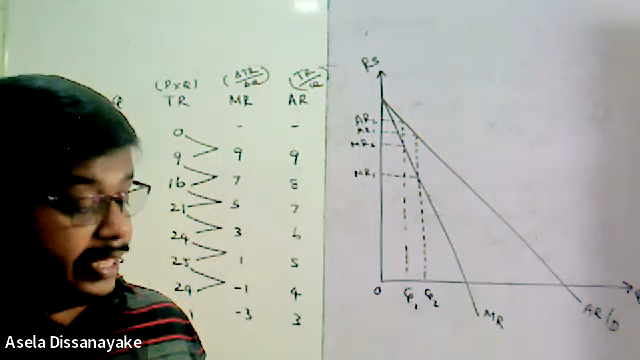 (P×Q) (ΔTR/ΔQ) (TR/Q)
TR MR AR
0 - -
9 9 9
16 7 8
21 5 7
24 3 6
25 1 5
24 -1 4
-3 3
RS
AR₂
AR₁
MR₂
MR₁
0 Q₁ Q₂
MR
AR
Asela Dissanayake